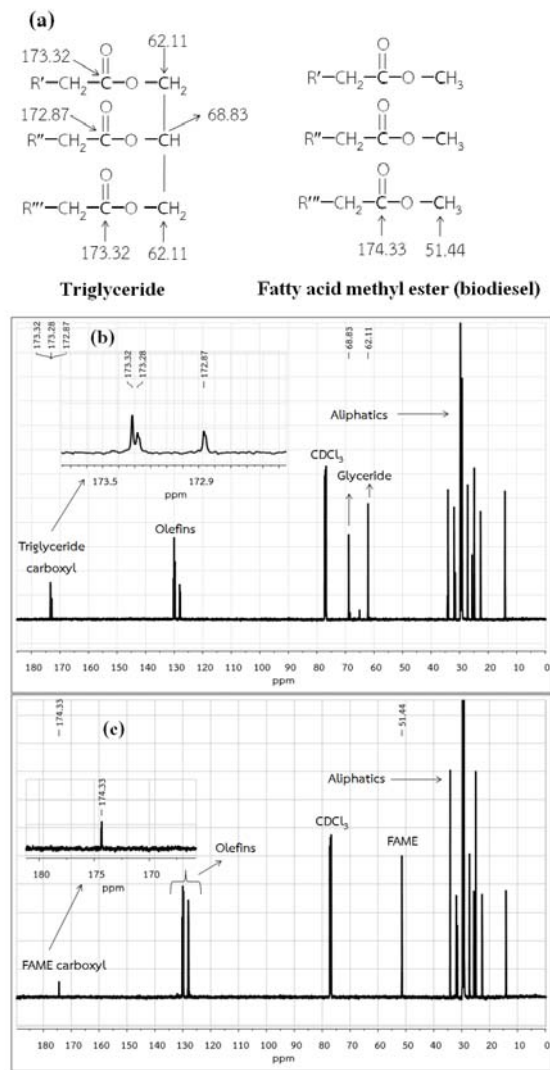 (a)
62.11
173.32
O
R'—CH₂—C—O—CH₂
172.87
O
68.83
R''—CH₂—C—O—CH
O
R'''—CH₂—C—O—CH₂
173.32
62.11
Triglyceride
O
R'—CH₂—C—O—CH₃
O
R''—CH₂—C—O—CH₃
O
R'''—CH₂—C—O—CH₃
174.33
51.44
Fatty acid methyl ester (biodiesel)
(b)
173.32
173.28
172.87
68.83
62.11
173.32
173.28
172.87
173.5
172.9
ppm
Triglyceride
carboxyl
Olefins
CDCl₃
Glyceride
Aliphatics
180 170 160 150 140 130 120 110 100 90 80 70 60 50 40 30 20 10 0
ppm
(c)
174.33
51.44
174.33
180 175 170
ppm
FAME carboxyl
Olefins
CDCl₃
FAME
Aliphatics
180 170 160 150 140 130 120 110 100 90 80 70 60 50 40 30 20 10 0
ppm